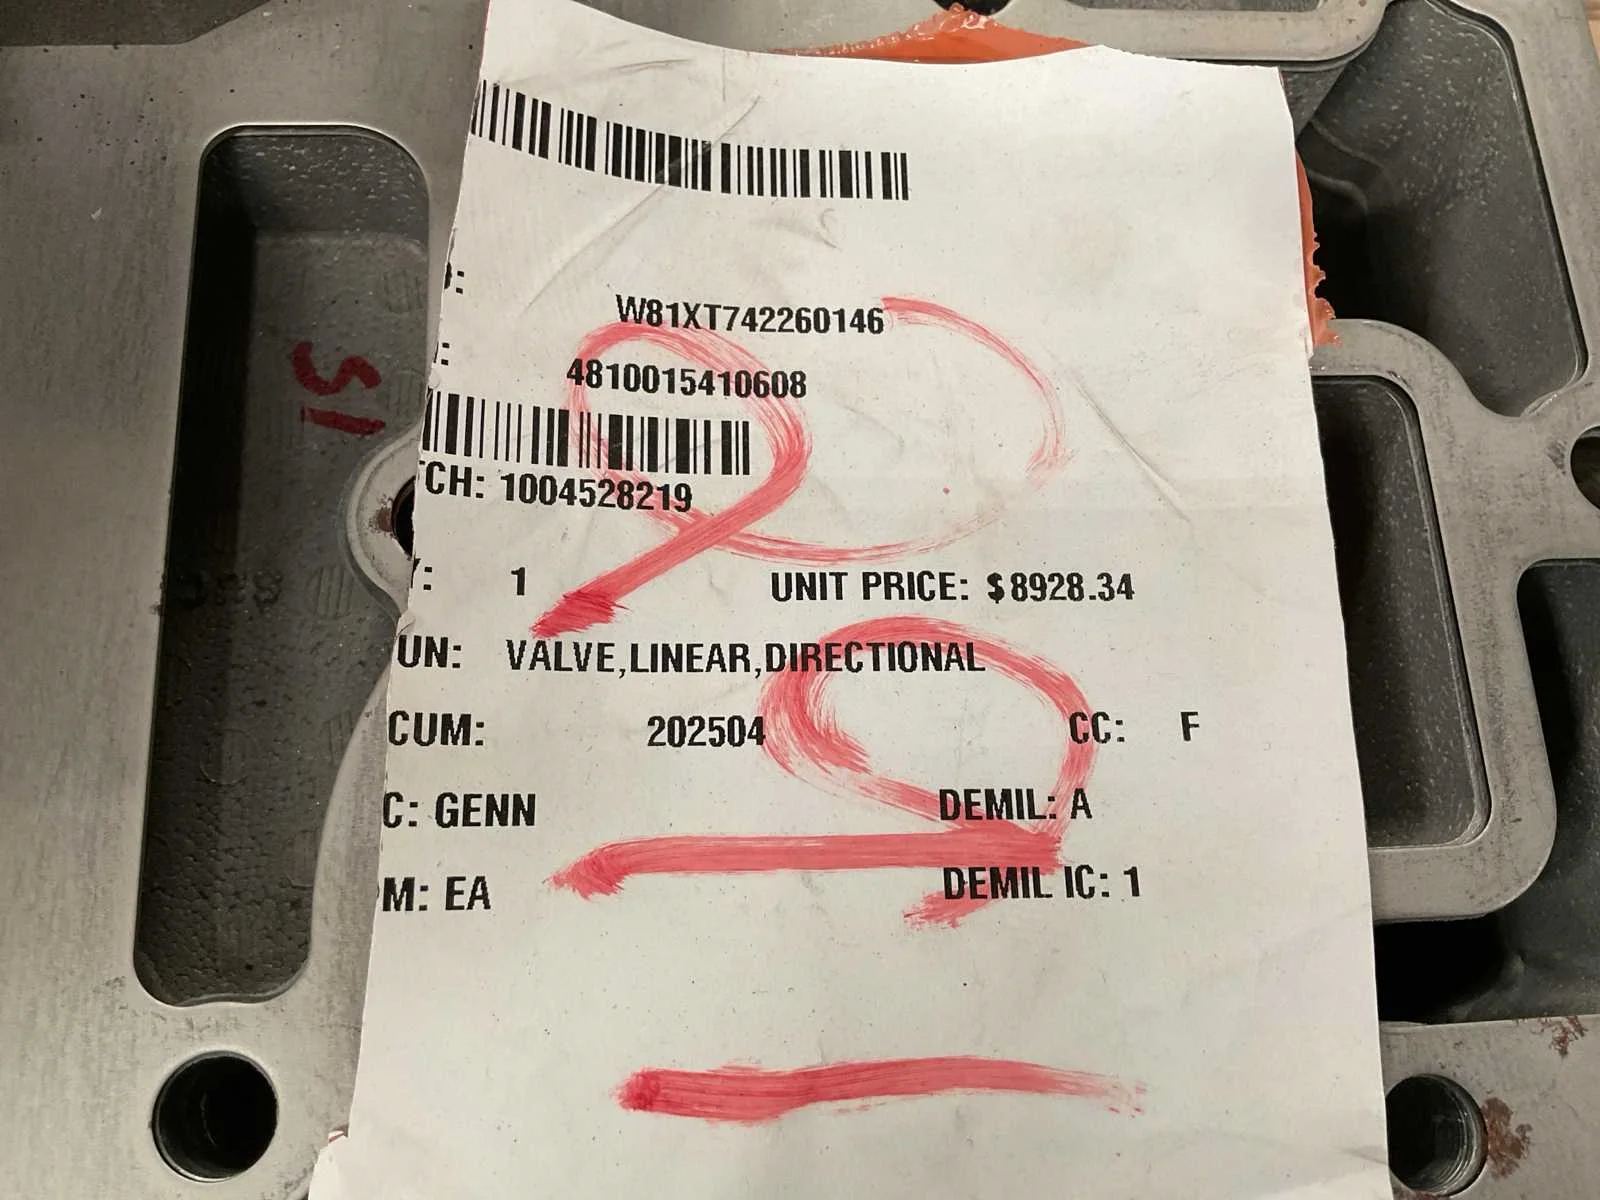 W81XT742260146
4810015410608
CH: 1004528219
1 UNIT PRICE: $8928.34
UN: VALVE,LINEAR,DIRECTIONAL
CUM: 202504 CC: F
C: GENN DEMIL: A
M: EA DEMIL IC: 1